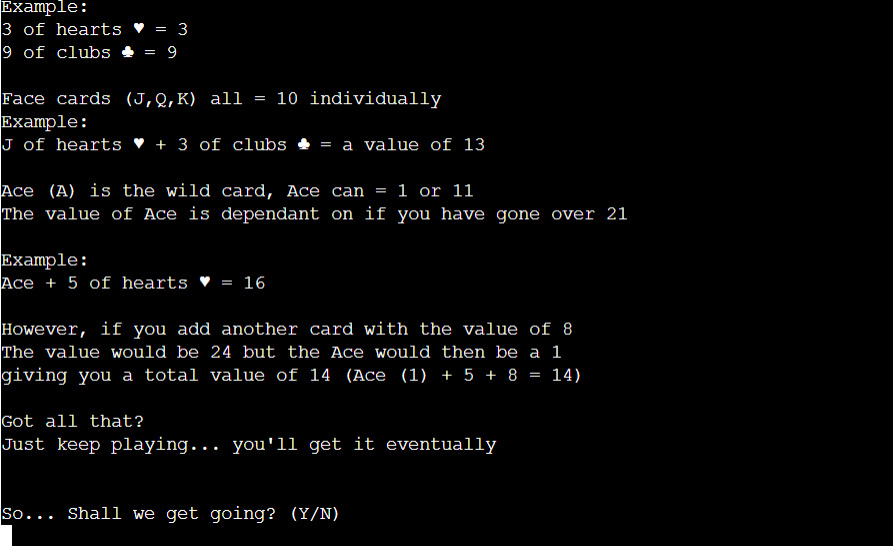 Example:
3 of hearts ♥ = 3
9 of clubs ♣ = 9
Face cards (J,Q,K) all = 10 individually
Example:
J of hearts ♥ + 3 of clubs ♣ = a value of 13
Ace (A) is the wild card, Ace can = 1 or 11
The value of Ace is dependant on if you have gone over 21
Example:
Ace + 5 of hearts ♥ = 16
However, if you add another card with the value of 8
The value would be 24 but the Ace would then be a 1
giving you a total value of 14 (Ace (1) + 5 + 8 = 14)
Got all that?
Just keep playing... you'll get it eventually
So... Shall we get going? (Y/N)